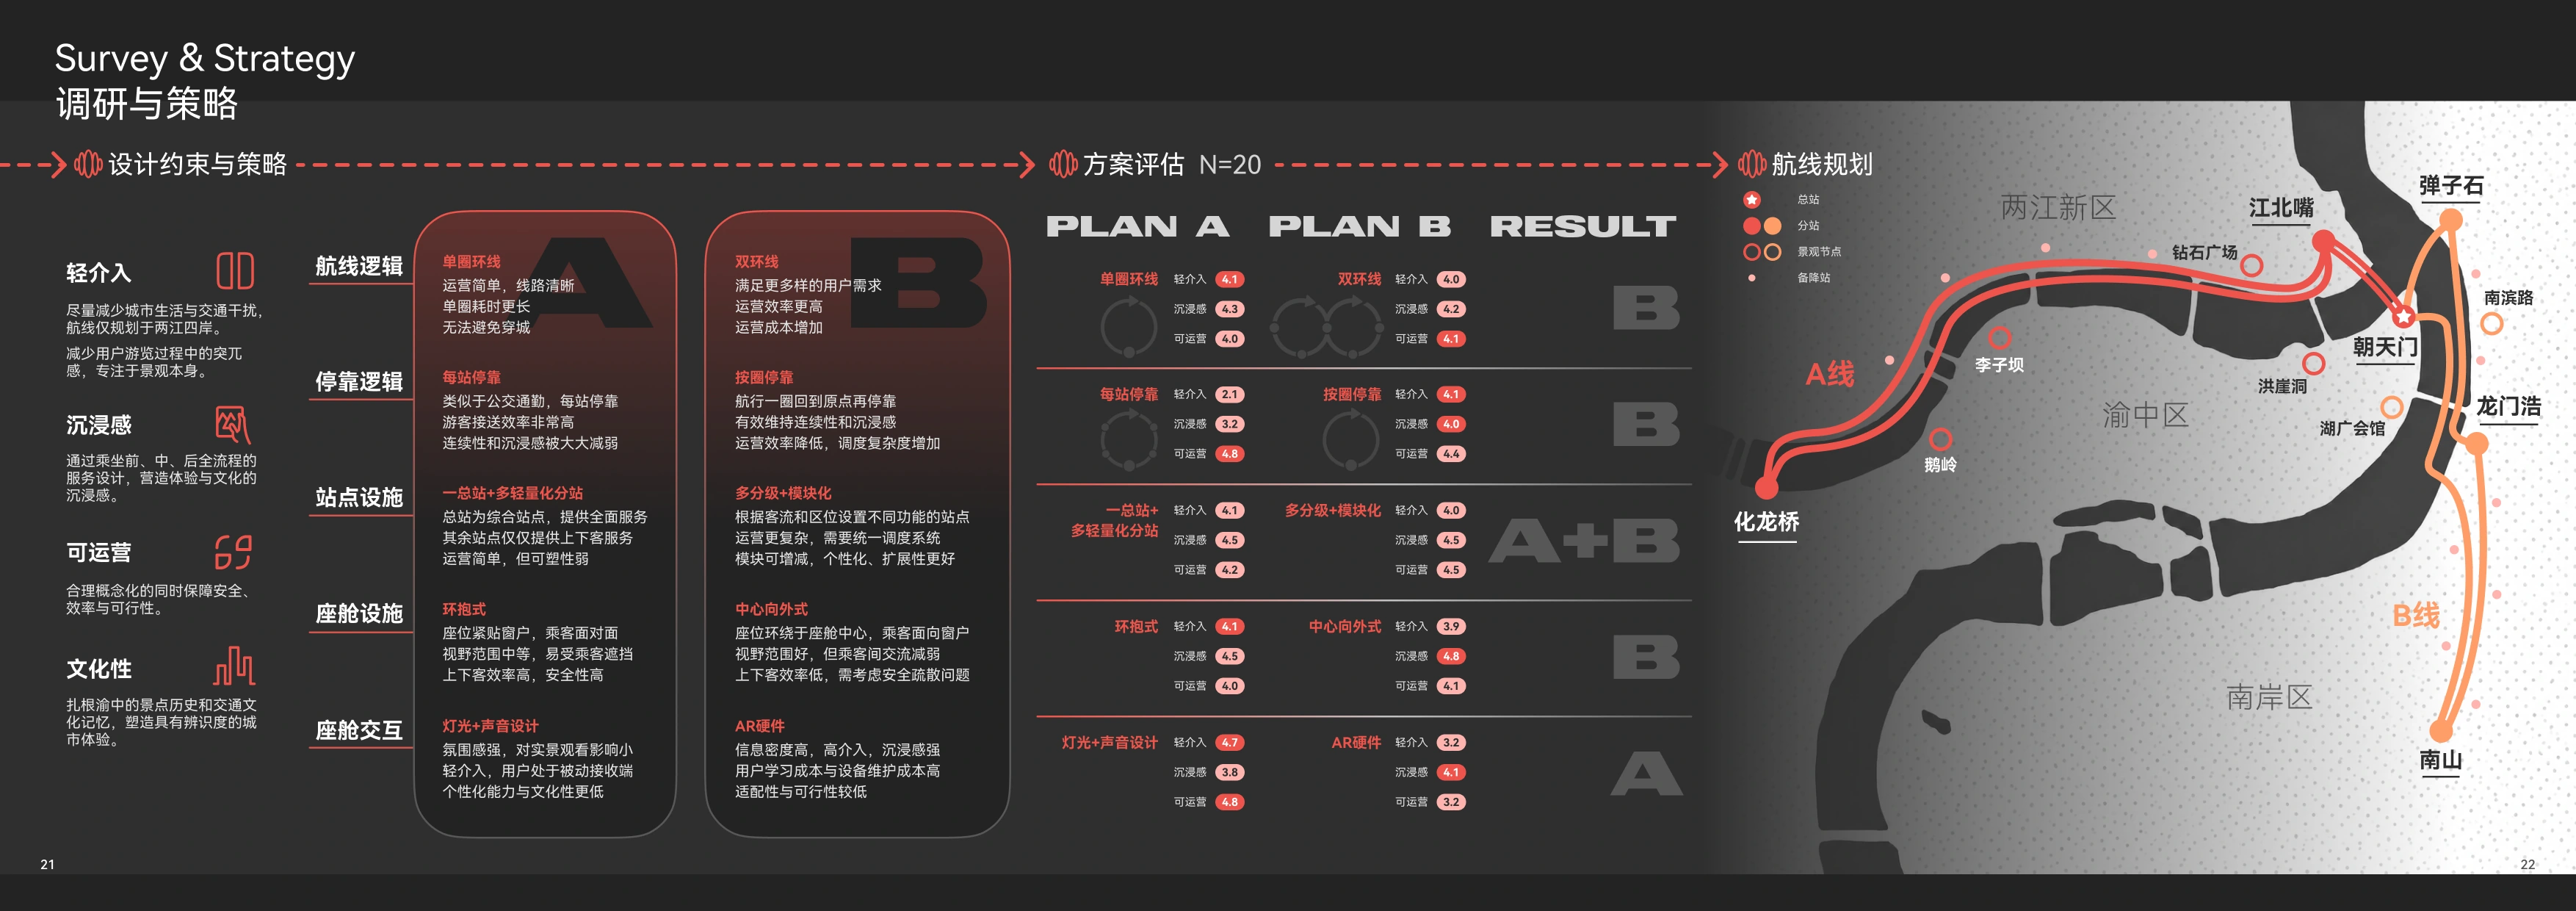 Survey & Strategy
调研与策略
设计约束与策略
轻介入
尽量减少城市生活与交通干扰，
航线仅规划于两江四岸。
减少用户游览过程中的突兀
感，专注于景观本身。
沉浸感
通过乘坐前、中、后全流程的
服务设计，营造体验与文化的
沉浸感。
可运营
合理概念化的同时保障安全、
效率与可行性。
文化性
扎根渝中的景点历史和交通文
化记忆，塑造具有辨识度的城
市体验。
航线逻辑
停靠逻辑
站点设施
座舱设施
座舱交互
A
单圈环线
运营简单，线路清晰
单圈耗时更长
无法避免穿城
每站停靠
类似于公交通勤，每站停靠
游客接送效率非常高
连续性和沉浸感被大大减弱
一总站+多轻量化分站
总站为综合站点，提供全面服务
其余站点仅仅提供上下客服务
运营简单，但可塑性弱
环抱式
座位紧贴窗户，乘客面对面
视野范围中等，易受乘客遮挡
上下客效率高，安全性高
灯光+声音设计
氛围感强，对实景观看影响小
轻介入，用户处于被动接收端
个性化能力与文化性更低
B
双环线
满足更多样的用户需求
运营效率更高
运营成本增加
按圈停靠
航行一圈回到原点再停靠
有效维持连续性和沉浸感
运营效率降低，调度复杂度增加
多分级+模块化
根据客流和区位设置不同功能的站点
运营更复杂，需要统一调度系统
模块可增减，个性化、扩展性更好
中心向外式
座位环绕于座舱中心，乘客面向窗户
视野范围好，但乘客间交流减弱
上下客效率低，需考虑安全疏散问题
AR硬件
信息密度高，高介入，沉浸感强
用户学习成本与设备维护成本高
适配性与可行性较低
方案评估 N=20
PLAN A PLAN B RESULT
单圈环线 轻介入 4.1
沉浸感 4.3
可运营 4.0
双环线 轻介入 4.0
沉浸感 4.2
可运营 4.1
B
每站停靠 轻介入 2.1
沉浸感 3.2
可运营 4.8
按圈停靠 轻介入 4.1
沉浸感 4.0
可运营 4.4
B
一总站+
多轻量化分站
轻介入 4.1
沉浸感 4.5
可运营 4.2
多分级+模块化 轻介入 4.0
沉浸感 4.5
可运营 4.5
A+B
环抱式 轻介入 4.1
沉浸感 4.5
可运营 4.0
中心向外式 轻介入 3.9
沉浸感 4.8
可运营 4.1
B
灯光+声音设计 轻介入 4.7
沉浸感 3.8
可运营 4.8
AR硬件 轻介入 3.2
沉浸感 4.1
可运营 3.2
A
航线规划
总站
分站
景观节点
备降站
两江新区
江北嘴
弹子石
钻石广场
南滨路
朝天门
李子坝
A线
洪崖洞
龙门浩
渝中区
湖广会馆
鹅岭
化龙桥
B线
南岸区
南山
21
22